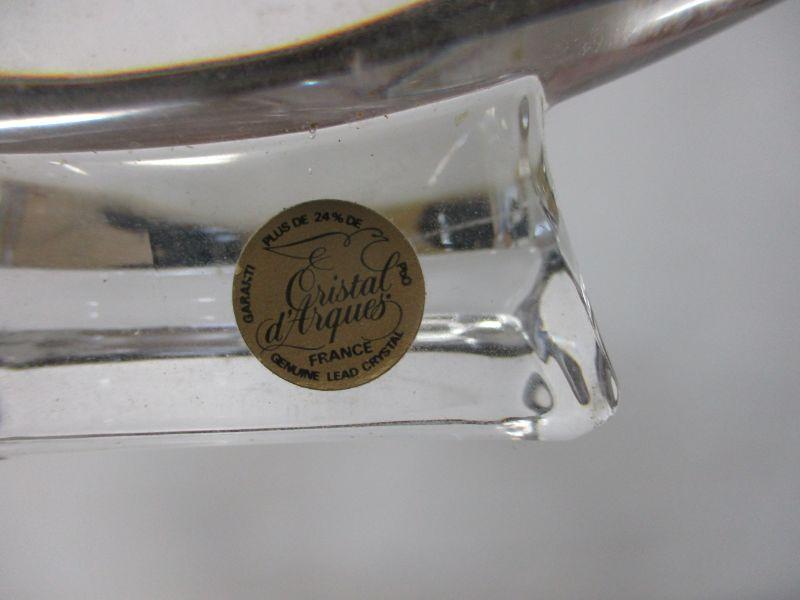 GARANTI PLUS DE 24% DE PbO
Cristal
d'Arques
FRANCE
GENUINE LEAD CRYSTAL